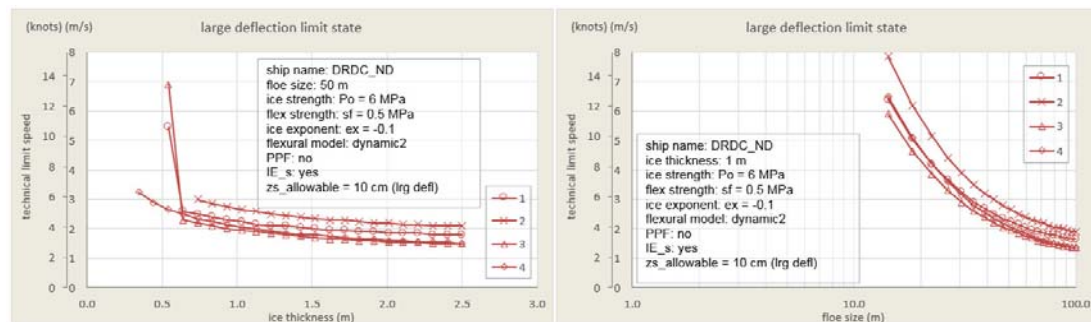 (knots) (m/s) large deflection limit state
technical limit speed
14
12
10
8
6
4
2
0
8
7
6
5
4
3
2
1
0
ship name: DRDC_ND
floe size: 50 m
ice strength: Po = 6 MPa
flex strength: sf = 0.5 MPa
ice exponent: ex = -0.1
flexural model: dynamic2
PPF: no
IE_s: yes
zs_allowable = 10 cm (lrg defl)
1
2
3
4
0.0 0.5 1.0 1.5 2.0 2.5 3.0
ice thickness (m)
(knots) (m/s) large deflection limit state
technical limit speed
14
12
10
8
6
4
2
0
8
7
6
5
4
3
2
1
0
1
2
3
4
ship name: DRDC_ND
ice thickness: 1 m
ice strength: Po = 6 MPa
flex strength: sf = 0.5 MPa
ice exponent: ex = -0.1
flexural model: dynamic2
PPF: no
IE_s: yes
zs_allowable = 10 cm (lrg defl)
1.0 10.0 100.0
floe size (m)